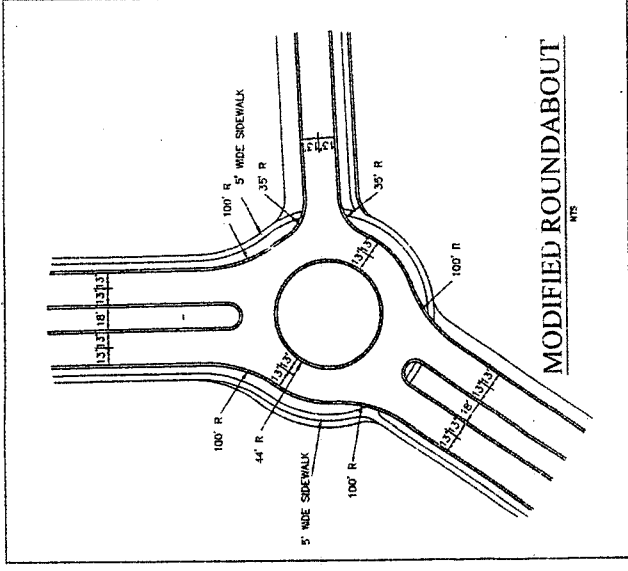 100' R
5' WIDE SIDEWALK
35' R
13'13'
13'13' 18' 13'13'
13'13'
35' R
13'13'
100' R
100' R
44' R
5' WIDE SIDEWALK
100' R
13'13' 18' 13'13'
MODIFIED ROUNDABOUT
NTS